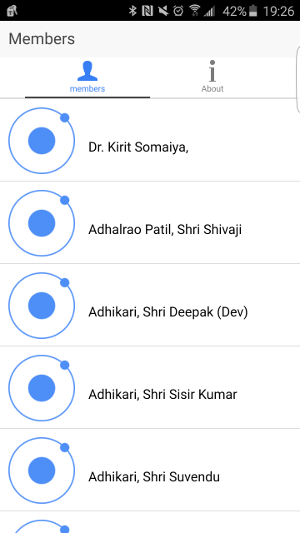 42% 19:26
Members
members
About
Dr. Kirit Somaiya,
Adhalrao Patil, Shri Shivaji
Adhikari, Shri Deepak (Dev)
Adhikari, Shri Sisir Kumar
Adhikari, Shri Suvendu